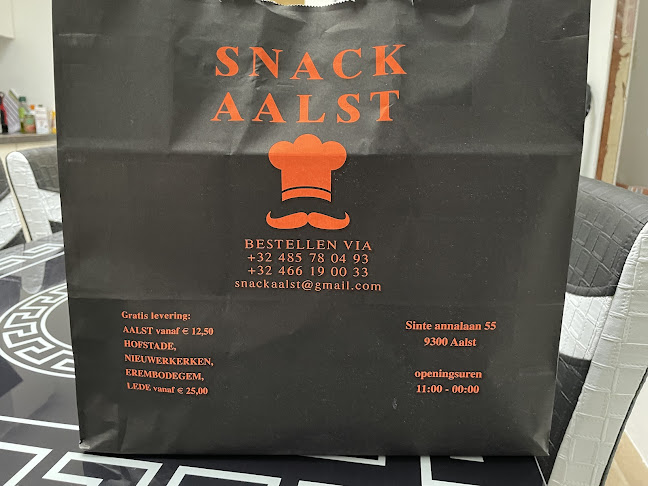 SNACK
AALST
BESTELLEN VIA
+32 485 78 04 93
+32 466 19 00 33
snackaalst@gmail.com
Gratis levering:
AALST vanaf € 12,50
HOFSTADE,
NIEUWERKERKEN,
EREMBODEGEM,
LEDE vanaf € 25,00
Sinte annalaan 55
9300 Aalst
openingsuren
11:00 - 00:00